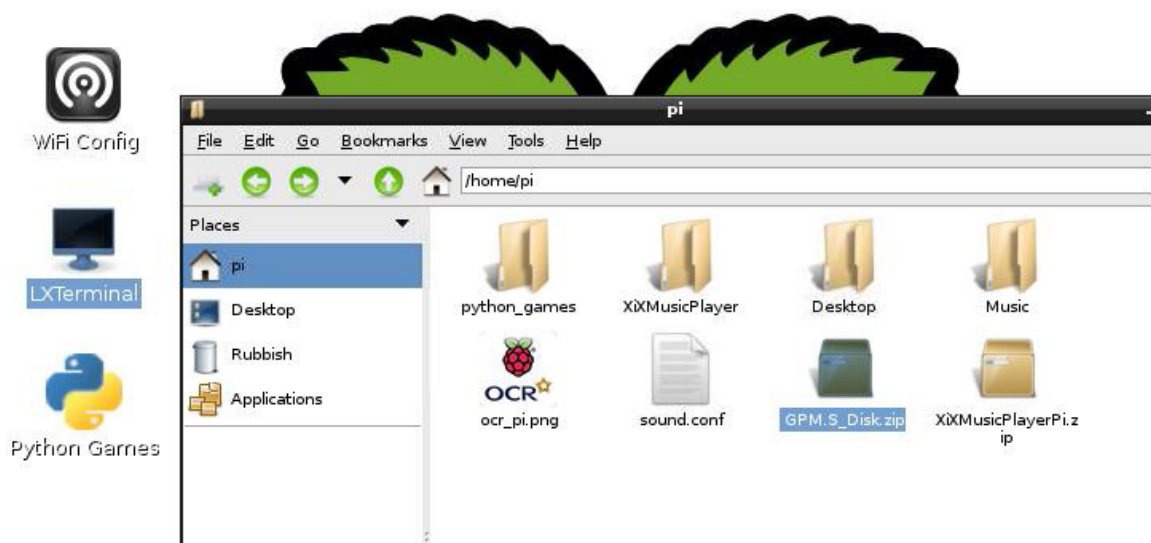 WiFi Config
LXTerminal
Python Games
pi
File Edit Go Bookmarks View Tools Help
/home/pi
Places
pi
Desktop
Rubbish
Applications
python_games
XiXMusicPlayer
Desktop
Music
OCR
ocr_pi.png
sound.conf
GPM.S_Disk.zip
XiXMusicPlayerPi.z
ip